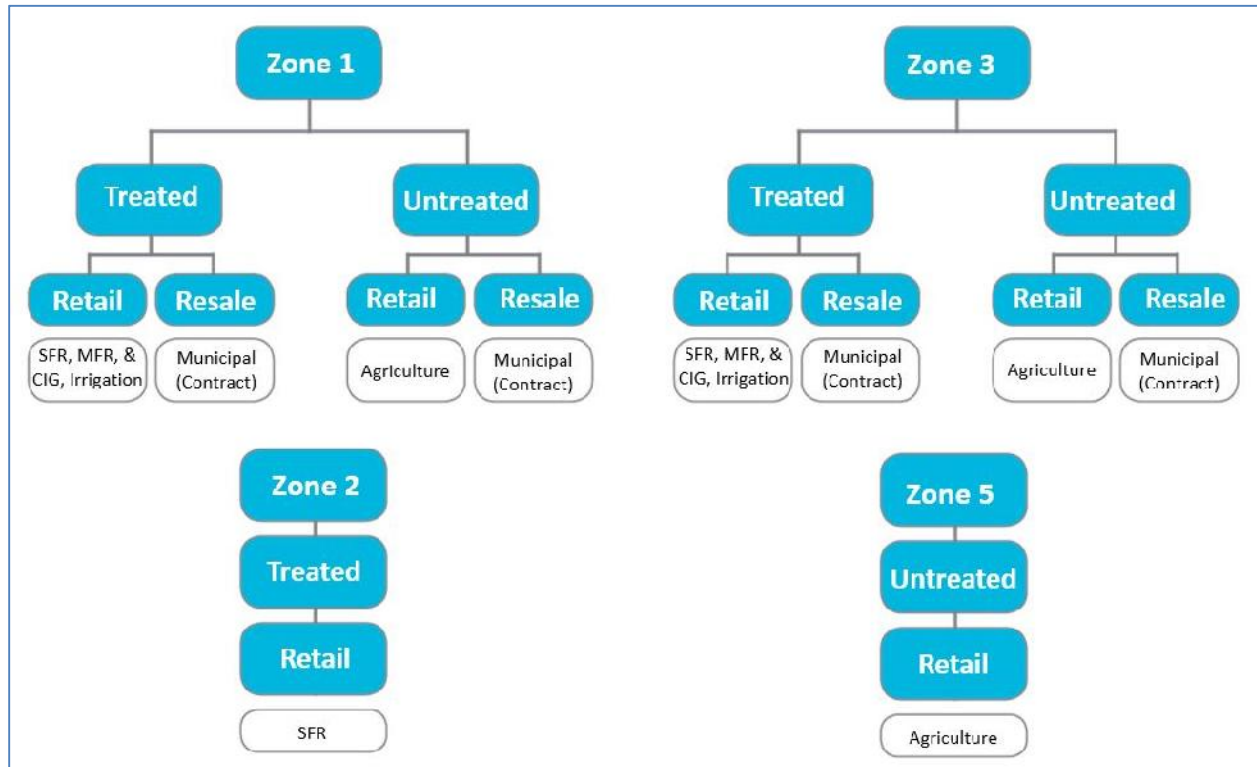 Zone 1
Treated
Untreated
Retail
Resale
Retail
Resale
SFR, MFR, &
CIG, Irrigation
Municipal
(Contract)
Agriculture
Municipal
(Contract)
Zone 3
Treated
Untreated
Retail
Resale
Retail
Resale
SFR, MFR, &
CIG, Irrigation
Municipal
(Contract)
Agriculture
Municipal
(Contract)
Zone 2
Treated
Retail
SFR
Zone 5
Untreated
Retail
Agriculture